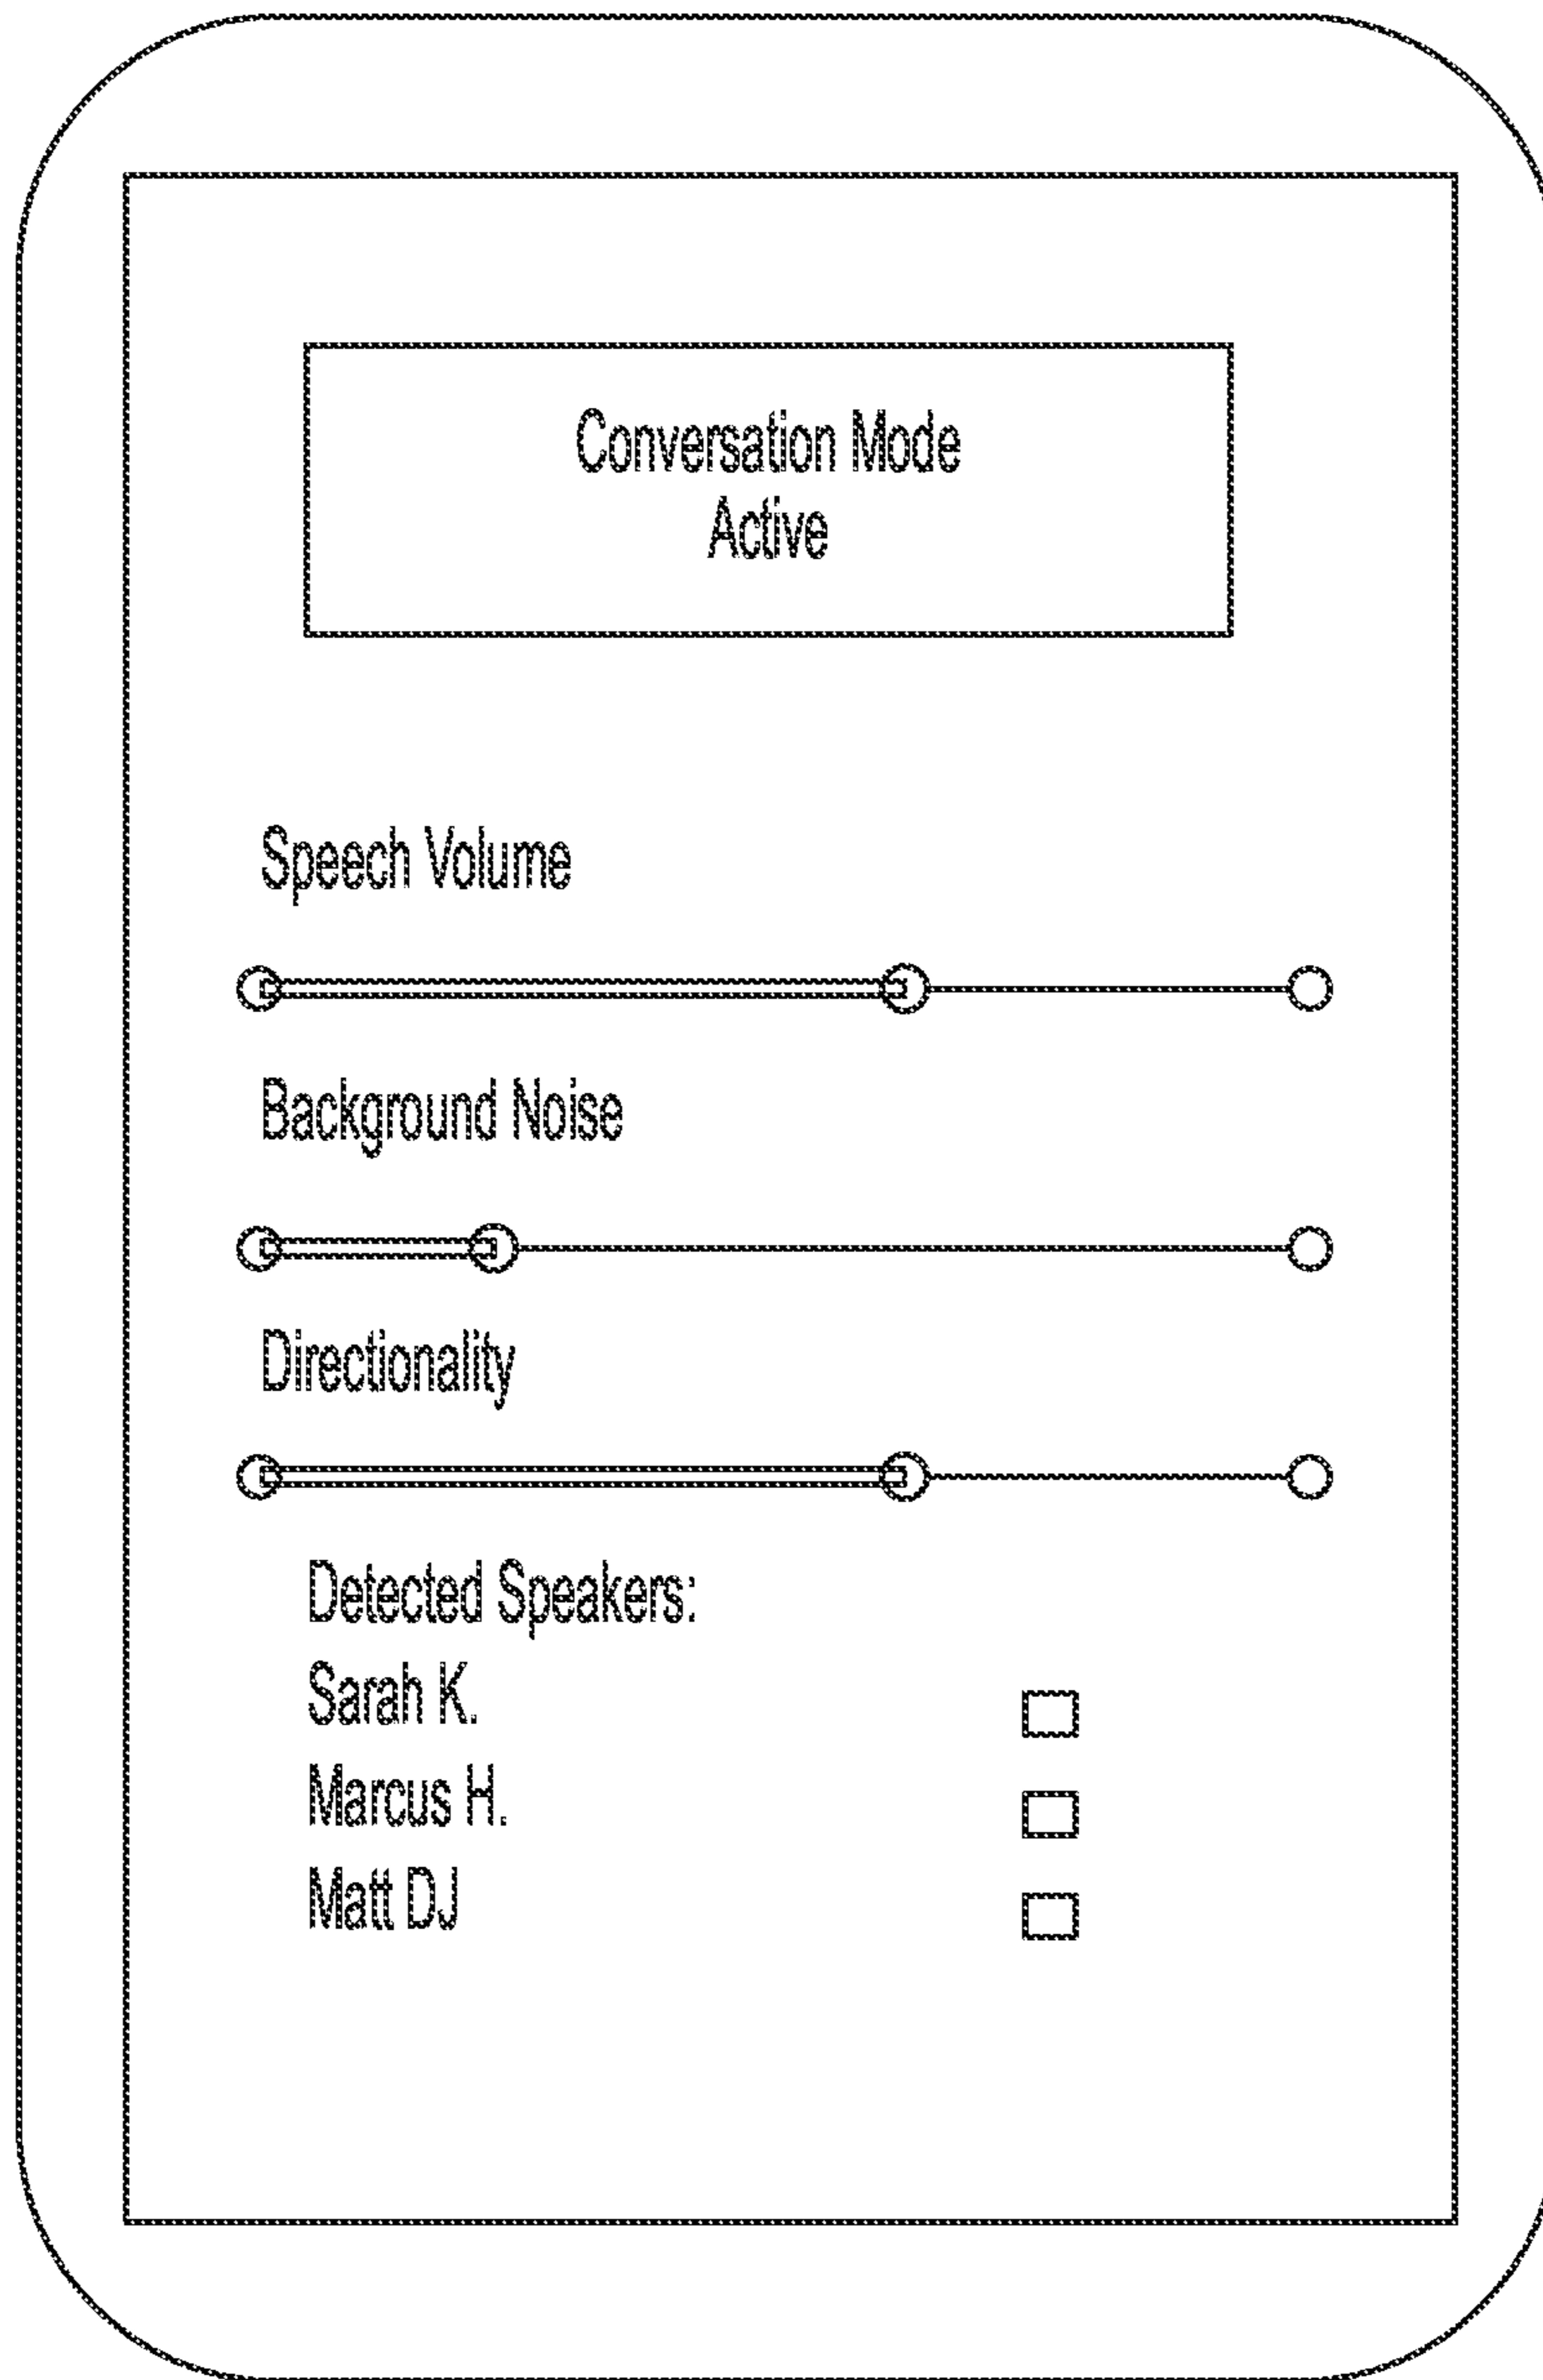 Conversation Mode
Active
Speech Volume
Background Noise
Directionality
Detected Speakers:
Sarah K.
Marcus H.
Matt DJ